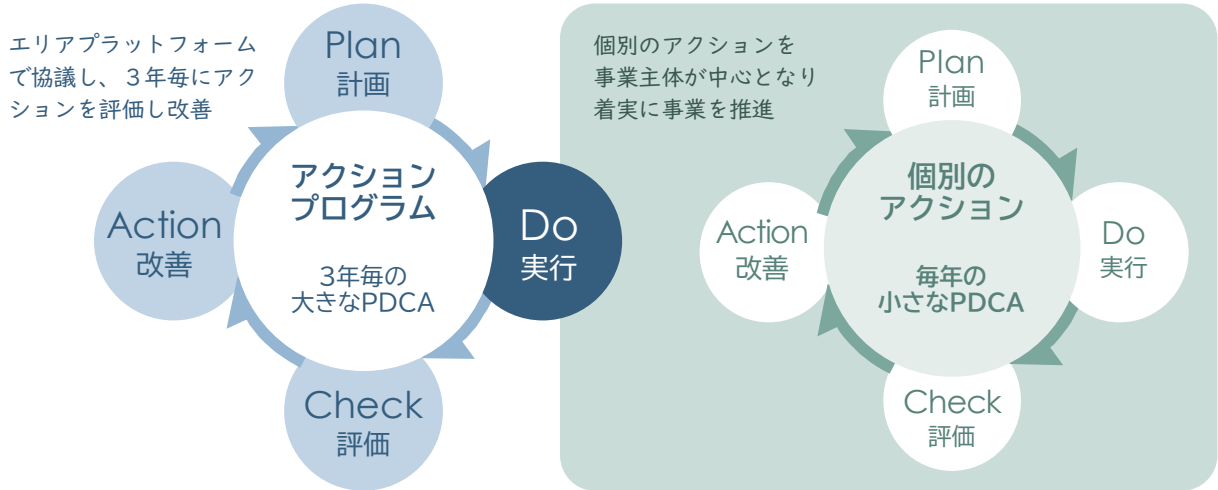 エリアプラットフォーム
で協議し、３年毎にアク
ションを評価し改善
Plan
計画
アクション
プログラム
3年毎の
大きなPDCA
Action
改善
Do
実行
Check
評価
個別のアクションを
事業主体が中心となり
着実に事業を推進
Plan
計画
個別の
アクション
毎年の
小さなPDCA
Action
改善
Do
実行
Check
評価